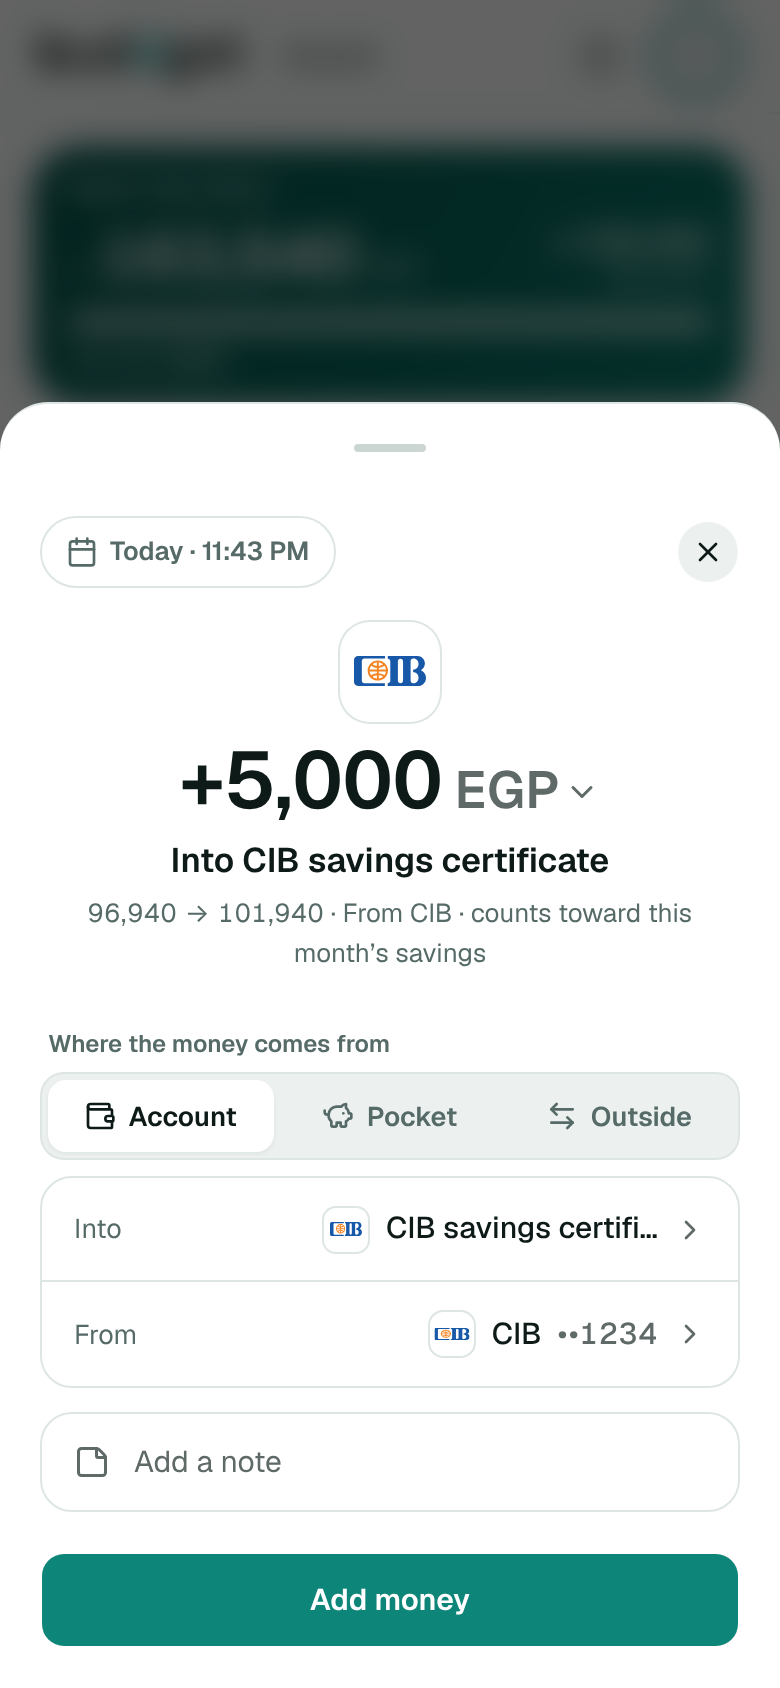 Today · 11:43 PM
CIB
+5,000 EGP
Into CIB savings certificate
96,940 → 101,940 · From CIB · counts toward this
month’s savings
Where the money comes from
Account
Pocket
Outside
Into
CIB
CIB savings certifi...
From
CIB
CIB ••1234
Add a note
Add money